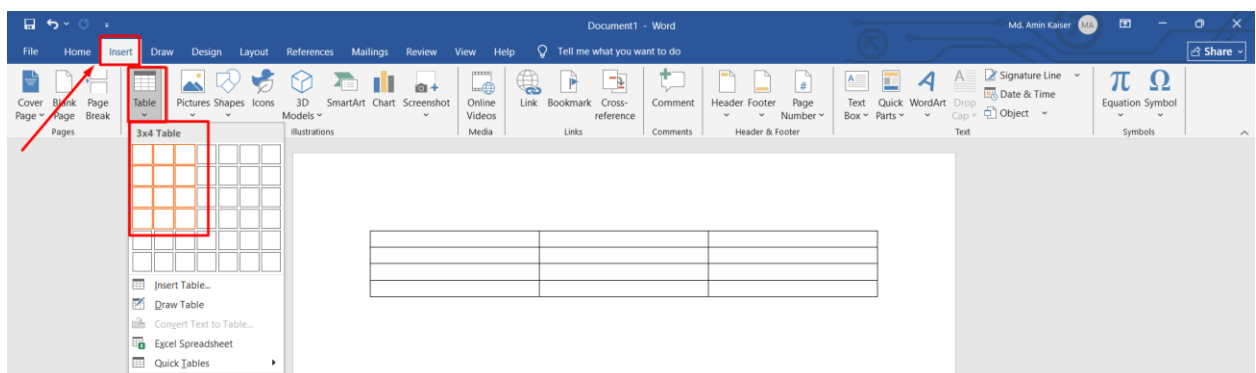 Document1 - Word
Md. Amin Kaiser
MA
File Home Insert Draw Design Layout References Mailings Review View Help Tell me what you want to do
Share
Cover Page
Blank Page
Page Break
Table
Pictures
Shapes
Icons
3D Models
SmartArt
Chart
Screenshot
Online Videos
Link
Bookmark
Cross-reference
Comment
Header
Footer
Page Number
Text Box
Quick Parts
WordArt
Drop Cap
Signature Line
Date & Time
Object
Equation
Symbol
Pages
Illustrations
Media
Links
Comments
Header & Footer
Text
Symbols
3x4 Table
Insert Table...
Draw Table
Convert Text to Table...
Excel Spreadsheet
Quick Tables